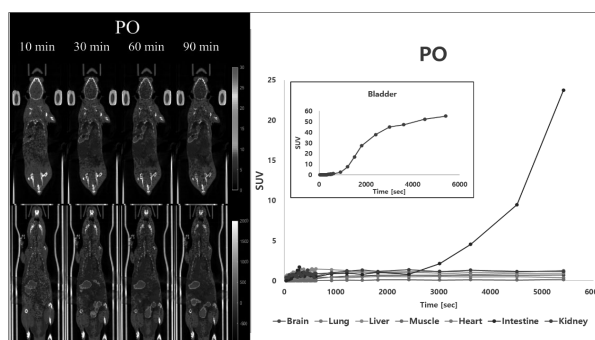 PO
10 min 30 min 60 min 90 min
PO
25
20
15
10
5
0
SUV
0 1000 2000 3000 4000 5000 6000
Time [sec]
Bladder
60
50
40
30
20
10
0
SUV
0 2000 4000 6000
Time [sec]
Brain Lung Liver Muscle Heart Intestine Kidney